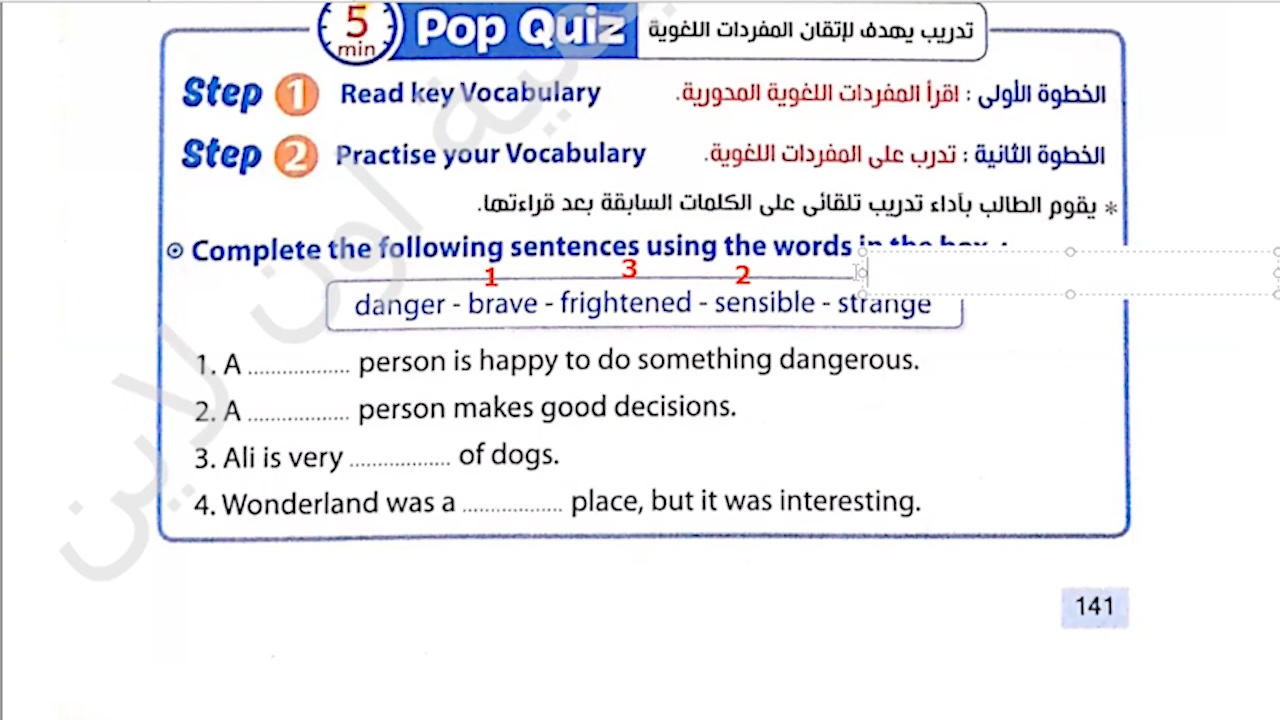 5 min Pop Quiz تدريب يهدف لإتقان المفردات اللغوية
Step 1 Read key Vocabulary الخطوة الأولى : اقرأ المفردات اللغوية المحورية.
Step 2 Practise your Vocabulary الخطوة الثانية : تدرب على المفردات اللغوية.
* يقوم الطالب بآداء تدريب تلقائى على الكلمات السابقة بعد قراءتها.
Complete the following sentences using the words
1 3 2
danger - brave - frightened - sensible - strange
1. A .................. person is happy to do something dangerous.
2. A .................. person makes good decisions.
3. Ali is very .................. of dogs.
4. Wonderland was a .................. place, but it was interesting.
141
اون لاين